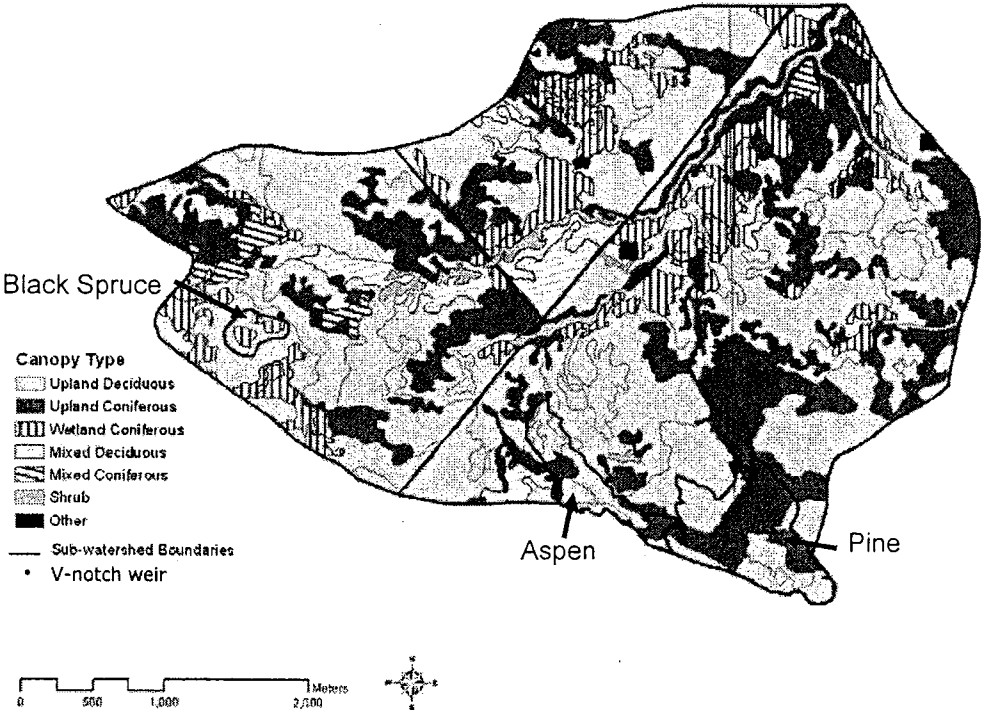 Black Spruce
Canopy Type
Upland Deciduous
Upland Coniferous
Wetland Coniferous
Mixed Deciduous
Mixed Coniferous
Shrub
Other
Sub-watershed Boundaries
V-notch weir
Aspen
Pine
Meters
0 500 1,000 2,000